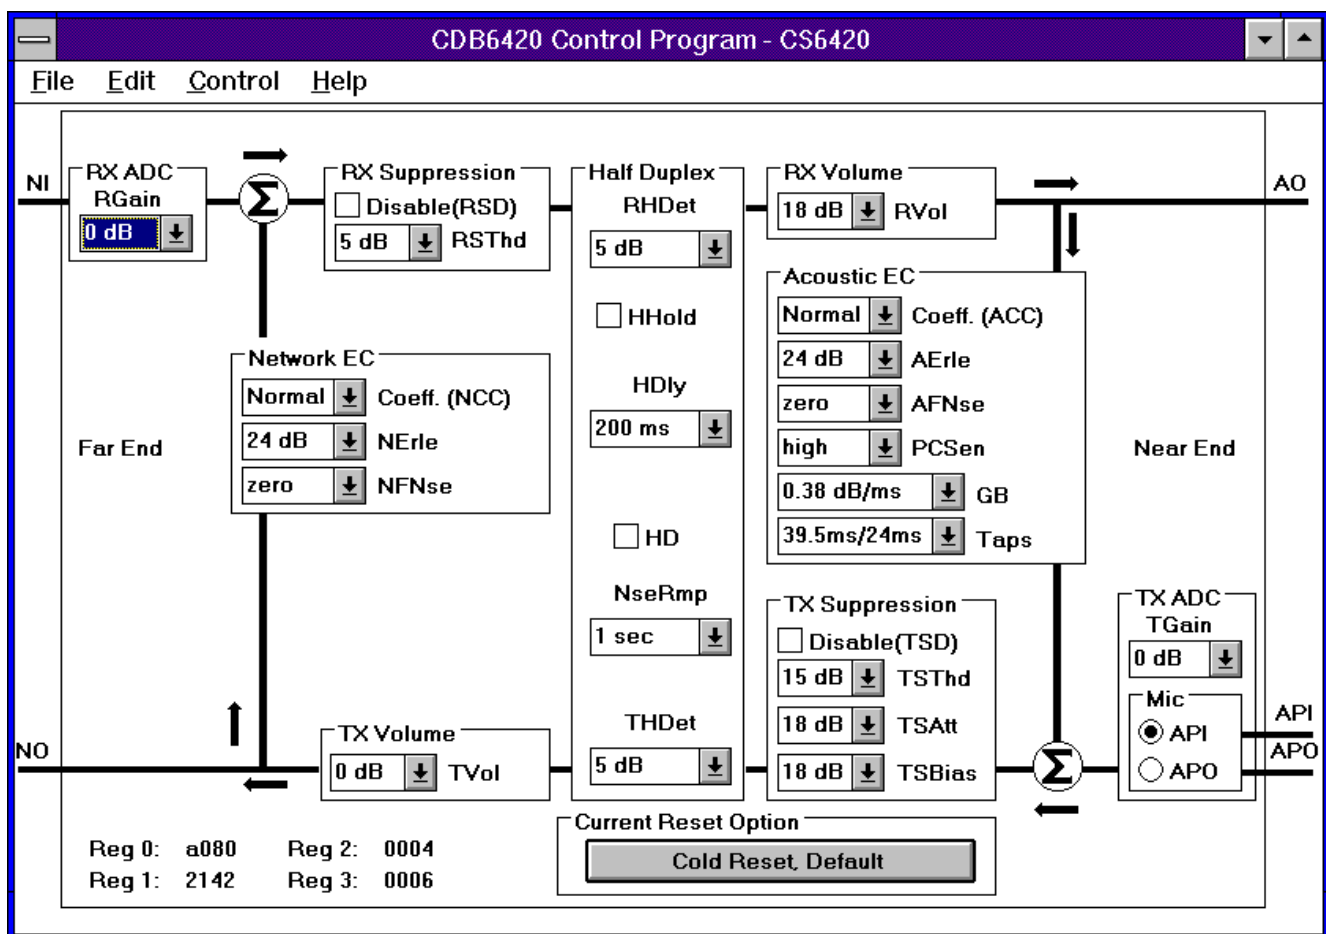 CDB6420 Control Program - CS6420
File Edit Control Help
NI
RX ADC
RGain
0 dB
Σ
RX Suppression
Disable(RSD)
5 dB RSThd
Half Duplex
RHDet
5 dB
HHold
HDly
200 ms
HD
NseRmp
1 sec
THDet
5 dB
RX Volume
18 dB RVol
AO
Acoustic EC
Normal Coeff. (ACC)
24 dB AErle
zero AFNse
high PCSen
0.38 dB/ms GB
39.5ms/24ms Taps
Network EC
Normal Coeff. (NCC)
24 dB NErle
zero NFNse
Far End
Near End
TX Suppression
Disable(TSD)
15 dB TSThd
18 dB TSAtt
18 dB TSBias
Σ
TX ADC
TGain
0 dB
Mic
API
APO
API
APO
NO
TX Volume
0 dB TVol
Reg 0: a080 Reg 2: 0004
Reg 1: 2142 Reg 3: 0006
Current Reset Option
Cold Reset, Default